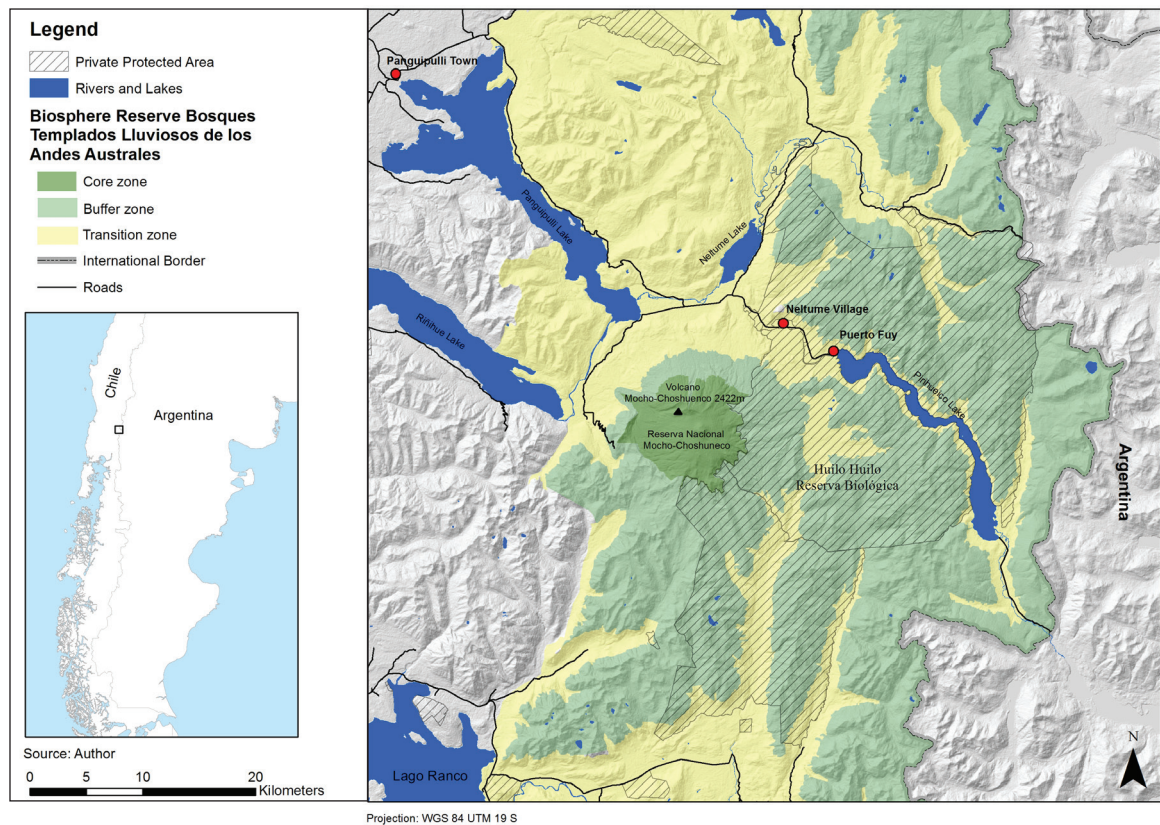 Legend
Private Protected Area
Rivers and Lakes
Biosphere Reserve Bosques
Templados Lluviosos de los
Andes Australes
Core zone
Buffer zone
Transition zone
International Border
Roads
Chile
Argentina
Source: Author
0 5 10 20
Kilometers
Panguipulli Town
Panguipulli Lake
Neltume Lake
Riñihue Lake
Neltume Village
Puerto Fuy
Pirihueico Lake
Volcano
Mocho-Choshuenco 2422m
Reserva Nacional
Mocho-Choshuneco
Huilo Huilo
Reserva Biológica
Argentina
Lago Ranco
N
Projection: WGS 84 UTM 19 S